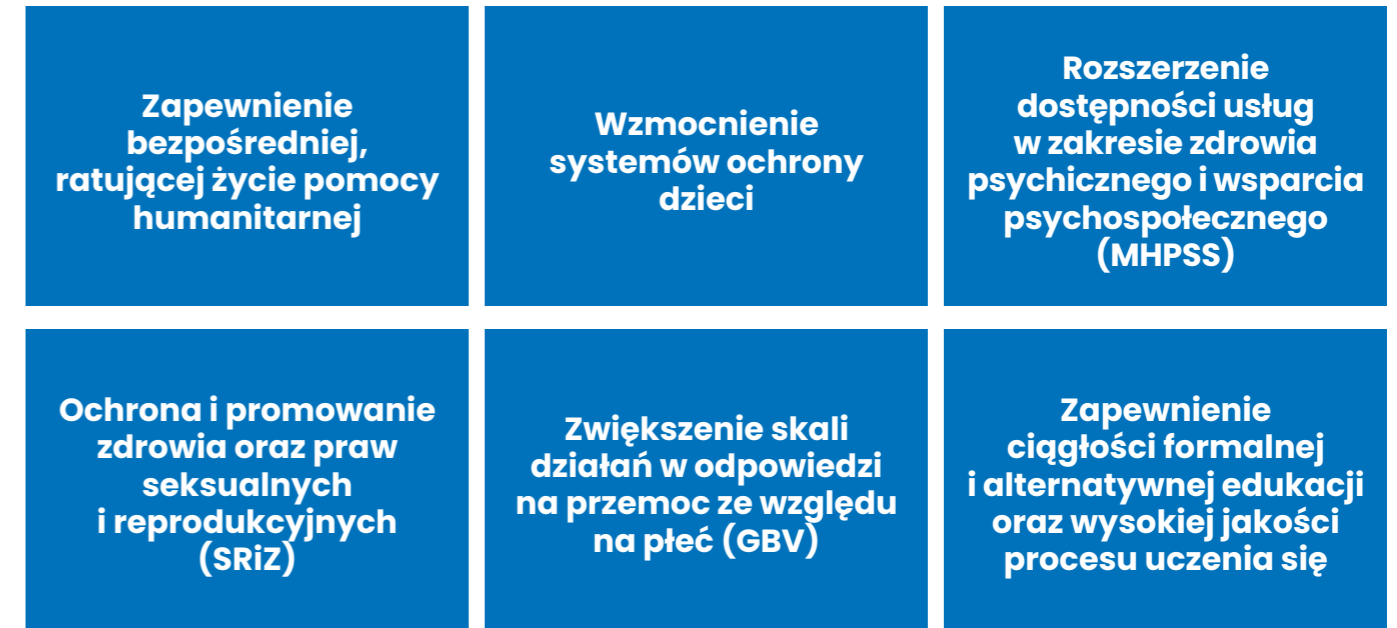 Zapewnienie
bezpośredniej,
ratującej życie pomocy
humanitarnej
Wzmocnienie
systemów ochrony
dzieci
Rozszerzenie
dostępności usług
w zakresie zdrowia
psychicznego i wsparcia
psychospołecznego
(MHPSS)
Ochrona i promowanie
zdrowia oraz praw
seksualnych
i reprodukcyjnych
(SRiZ)
Zwiększenie skali
działań w odpowiedzi
na przemoc ze względu
na płeć (GBV)
Zapewnienie
ciągłości formalnej
i alternatywnej edukacji
oraz wysokiej jakości
procesu uczenia się